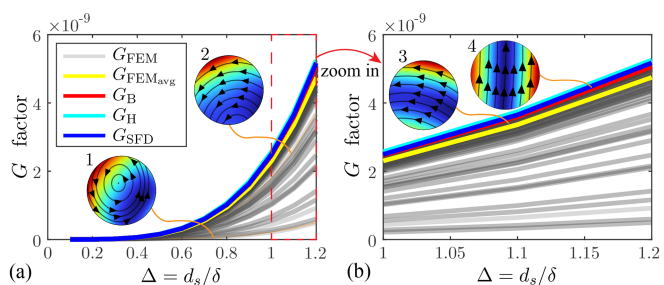 ×10⁻⁹
G_FEM
G_FEM_avg
G_B
G_H
G_SFD
1
2
G factor
6
4
2
0
0 0.2 0.4 0.6 0.8 1.0 1.2
(a)
Δ = d_s/δ
zoom in
×10⁻⁹
3
4
G factor
6
4
2
0
1 1.05 1.1 1.15 1.2
(b)
Δ = d_s/δ